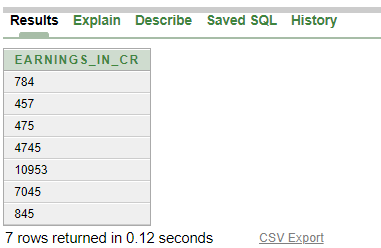 Results Explain Describe Saved SQL History
EARNINGS_IN_CR
784
457
475
4745
10953
7045
845
7 rows returned in 0.12 seconds CSV Export